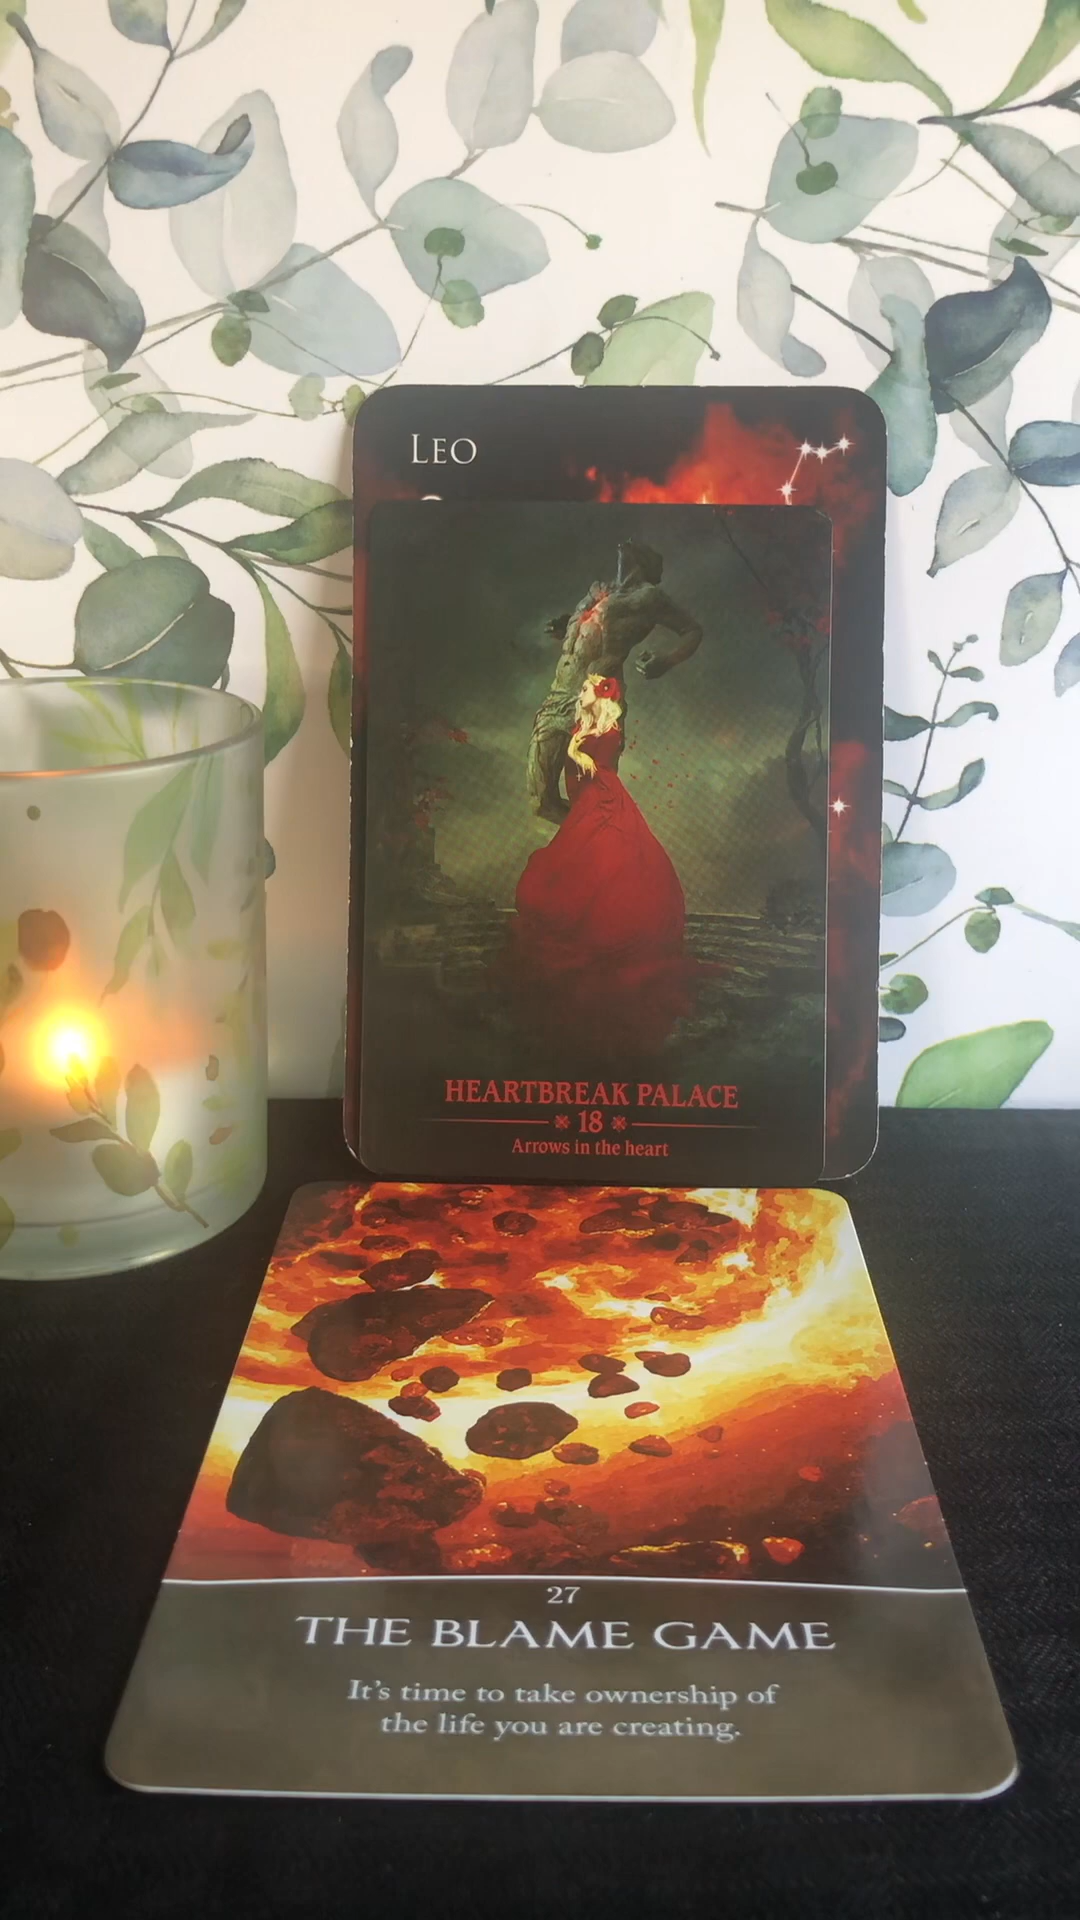 LEO
HEARTBREAK PALACE
18
Arrows in the heart
27
THE BLAME GAME
It's time to take ownership of
the life you are creating.